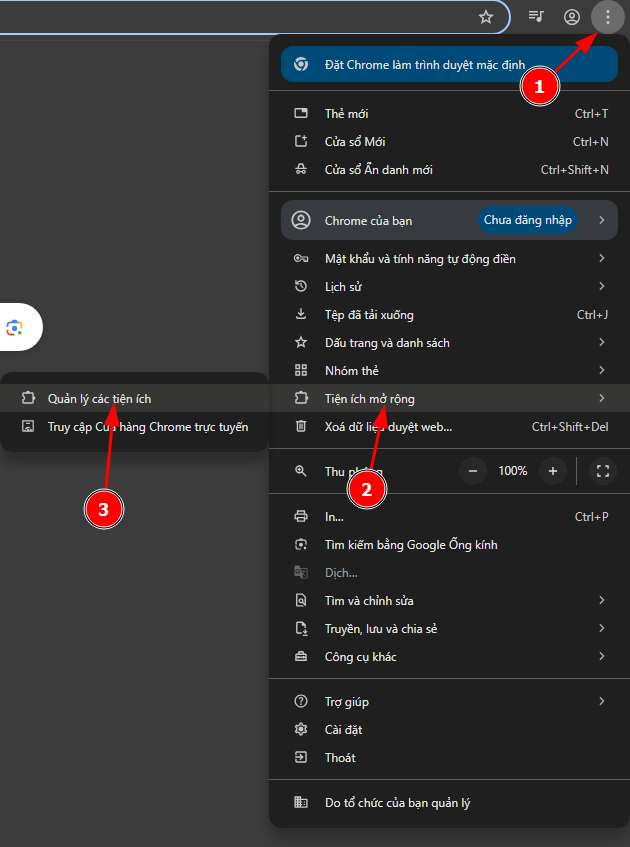 Đặt Chrome làm trình duyệt mặc định
1
Thẻ mới Ctrl+T
Cửa sổ Mới Ctrl+N
Cửa sổ Ẩn danh mới Ctrl+Shift+N
Chrome của bạn Chưa đăng nhập
Mật khẩu và tính năng tự động điền
Lịch sử
Tệp đã tải xuống Ctrl+J
Dấu trang và danh sách
Nhóm thẻ
Quản lý các tiện ích
Tiện ích mở rộng
Truy cập Cửa hàng Chrome trực tuyến
Xoá dữ liệu duyệt web... Ctrl+Shift+Del
Thu phóng − 100% +
2
3
In... Ctrl+P
Tìm kiếm bằng Google Ống kính
Dịch...
Tìm và chỉnh sửa
Truyền, lưu và chia sẻ
Công cụ khác
Trợ giúp
Cài đặt
Thoát
Do tổ chức của bạn quản lý